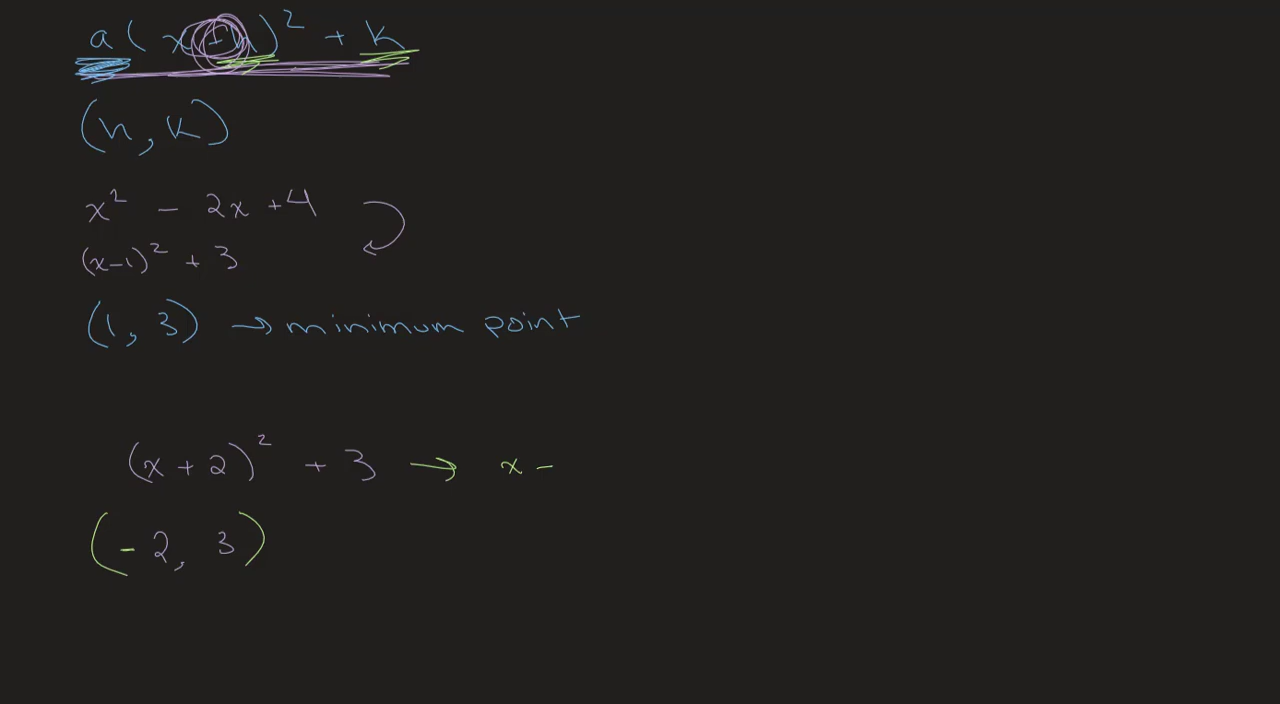 a(x - h)² + k
(h, k)
x² - 2x + 4
(x-1)² + 3
(1, 3) → minimum point
(x + 2)² + 3 → x -
(- 2, 3)